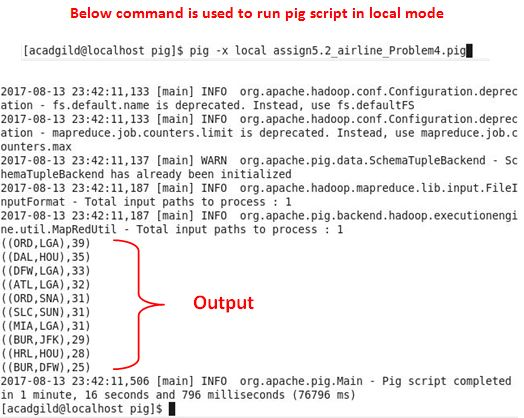 Below command is used to run pig script in local mode
[acadgild@localhost pig]$ pig -x local assign5.2_airline_Problem4.pig
2017-08-13 23:42:11,133 [main] INFO  org.apache.hadoop.conf.Configuration.deprec
ation - fs.default.name is deprecated. Instead, use fs.defaultFS
2017-08-13 23:42:11,133 [main] INFO  org.apache.hadoop.conf.Configuration.deprec
ation - mapreduce.job.counters.limit is deprecated. Instead, use mapreduce.job.c
ounters.max
2017-08-13 23:42:11,137 [main] WARN  org.apache.pig.data.SchemaTupleBackend - Sc
hemaTupleBackend has already been initialized
2017-08-13 23:42:11,187 [main] INFO  org.apache.hadoop.mapreduce.lib.input.FileI
nputFormat - Total input paths to process : 1
2017-08-13 23:42:11,187 [main] INFO  org.apache.pig.backend.hadoop.executionengi
ne.util.MapRedUtil - Total input paths to process : 1
((ORD,LGA),39)
((DAL,HOU),35)
((DFW,LGA),33)
((ATL,LGA),32)
((ORD,SNA),31)
((SLC,SUN),31)
((MIA,LGA),31)
((BUR,JFK),29)
((HRL,HOU),28)
((BUR,DFW),25)
Output
2017-08-13 23:42:11,506 [main] INFO  org.apache.pig.Main - Pig script completed
in 1 minute, 16 seconds and 796 milliseconds (76796 ms)
[acadgild@localhost pig]$